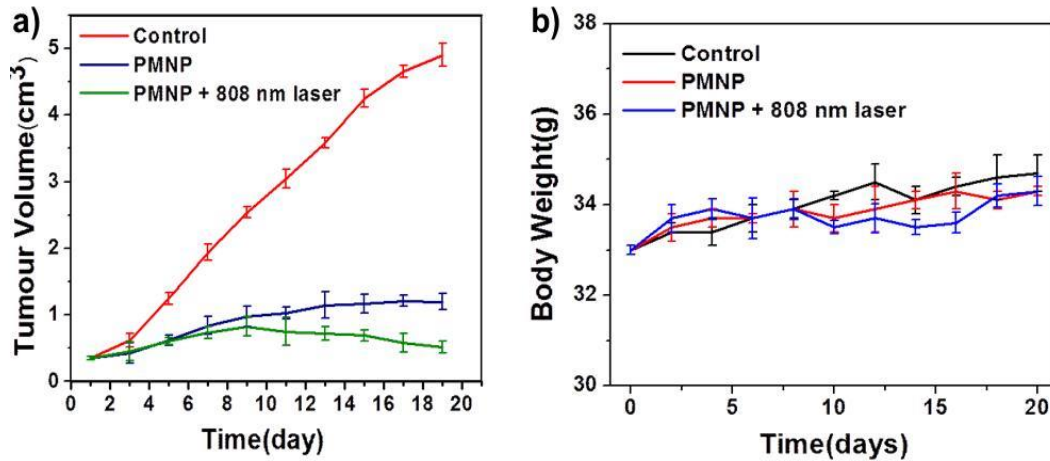 a)
Control
PMNP
PMNP + 808 nm laser
Tumour Volume(cm⁻³)
5
4
3
2
1
0
0 2 4 6 8 10 12 14 16 18 20
Time(day)
b)
Control
PMNP
PMNP + 808 nm laser
Body Weight(g)
38
36
34
32
30
0 5 10 15 20
Time(days)